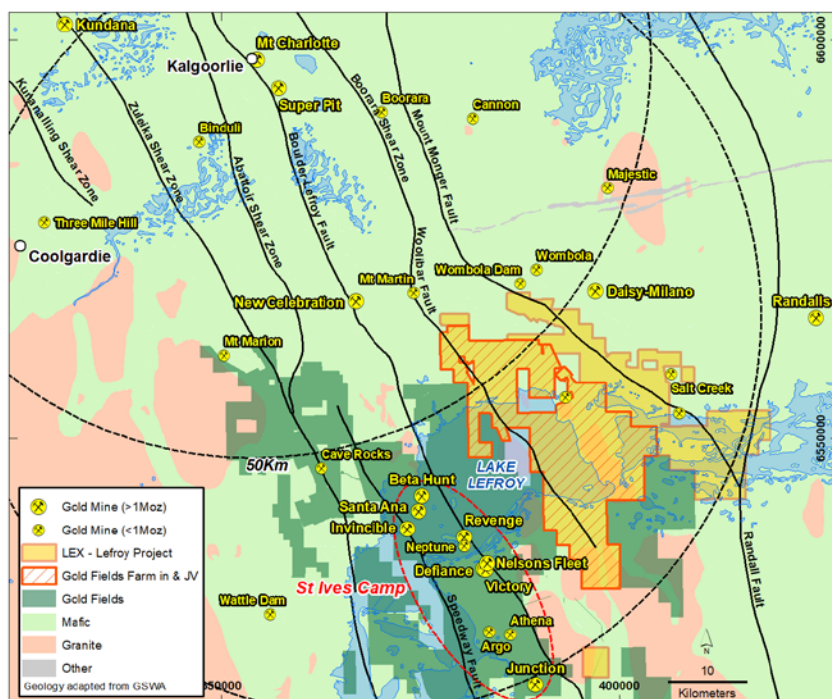 Kundana
Mt Charlotte
Kalgoorlie
Super Pit
Boorara
Cannon
Binduli
Kunanalling Shear Zone
Zuleika Shear Zone
Abattoir Shear Zone
Boulder-Lefroy Fault
Boorara Shear Zone
Mount Monger Fault
6600000
Majestic
Three Mile Hill
Coolgardie
Woolibar Fault
Mt Martin
Wombola
Wombola Dam
Daisy-Milano
New Celebration
Randalls
Mt Marion
Salt Creek
6550000
50Km
Cave Rocks
LAKE
LEFROY
Beta Hunt
Santa Ana
Invincible
Revenge
Neptune
Nelsons Fleet
Defiance
Victory
St Ives Camp
Speedway Fault
Randall Fault
Wattle Dam
Athena
Argo
Junction
Gold Mine (>1Moz)
Gold Mine (<1Moz)
LEX - Lefroy Project
Gold Fields Farm in & JV
Gold Fields
Mafic
Granite
Other
Geology adapted from GSWA
350000
400000
N
10
Kilometers